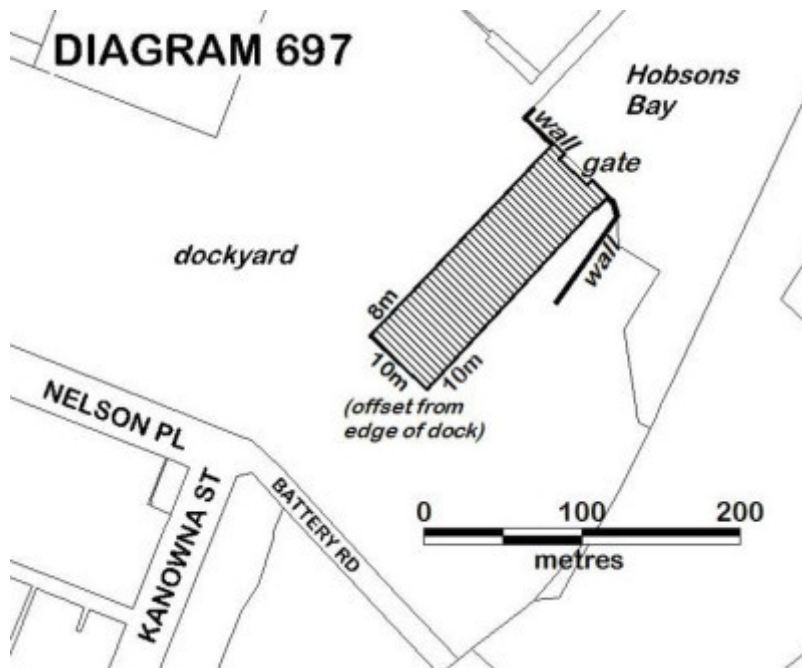 DIAGRAM 697
Hobsons
Bay
wall
gate
dockyard
wall
8m
10m
10m
(offset from
edge of dock)
NELSON PL
KANOWNA ST
BATTERY RD
0 100 200
metres